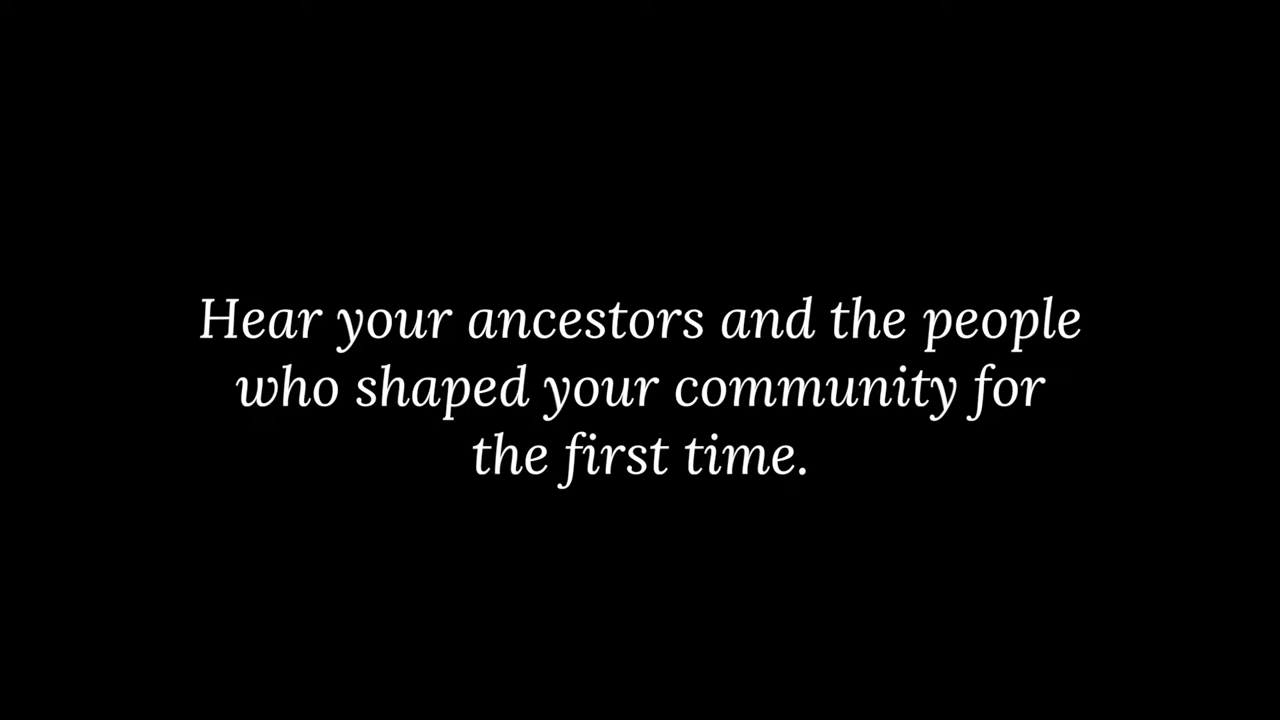 Hear your ancestors and the people
who shaped your community for
the first time.